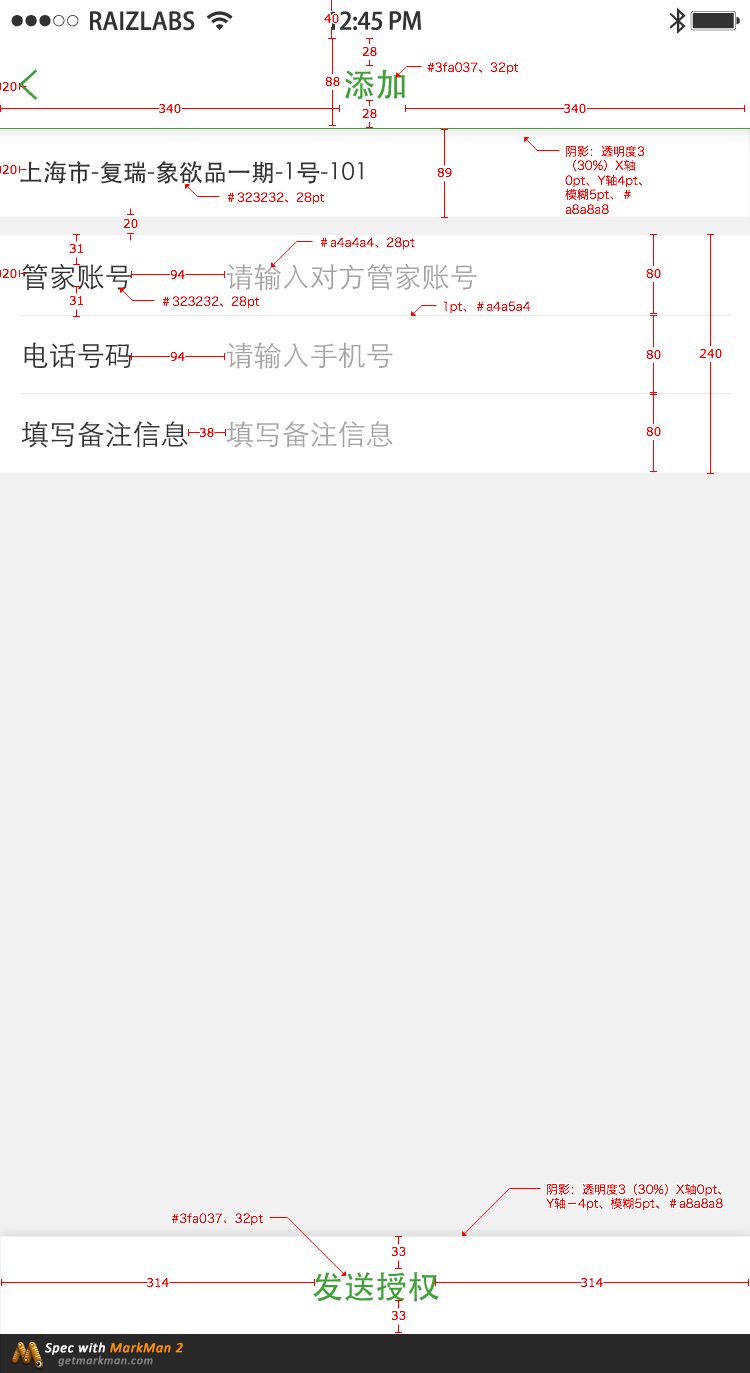 RAIZLABS
40
2:45 PM
28
#3fa037、32pt
88
添加
020
340
28
340
阴影：透明度3
（30%）X轴
0pt、Y轴4pt、
模糊5pt、#
a8a8a8
020
上海市-复瑞-象欲品一期-1号-101
89
#323232、28pt
20
31
#a4a4a4、28pt
020
管家账号
94
请输入对方管家账号
80
31
#323232、28pt
1pt、#a4a5a4
电话号码
94
请输入手机号
80
240
填写备注信息
38
填写备注信息
80
阴影：透明度3（30%）X轴0pt、
Y轴－4pt、模糊5pt、#a8a8a8
#3fa037、32pt
33
314
发送授权
314
33
Spec with MarkMan 2
getmarkman.com